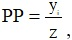 PP = y_i / z ,